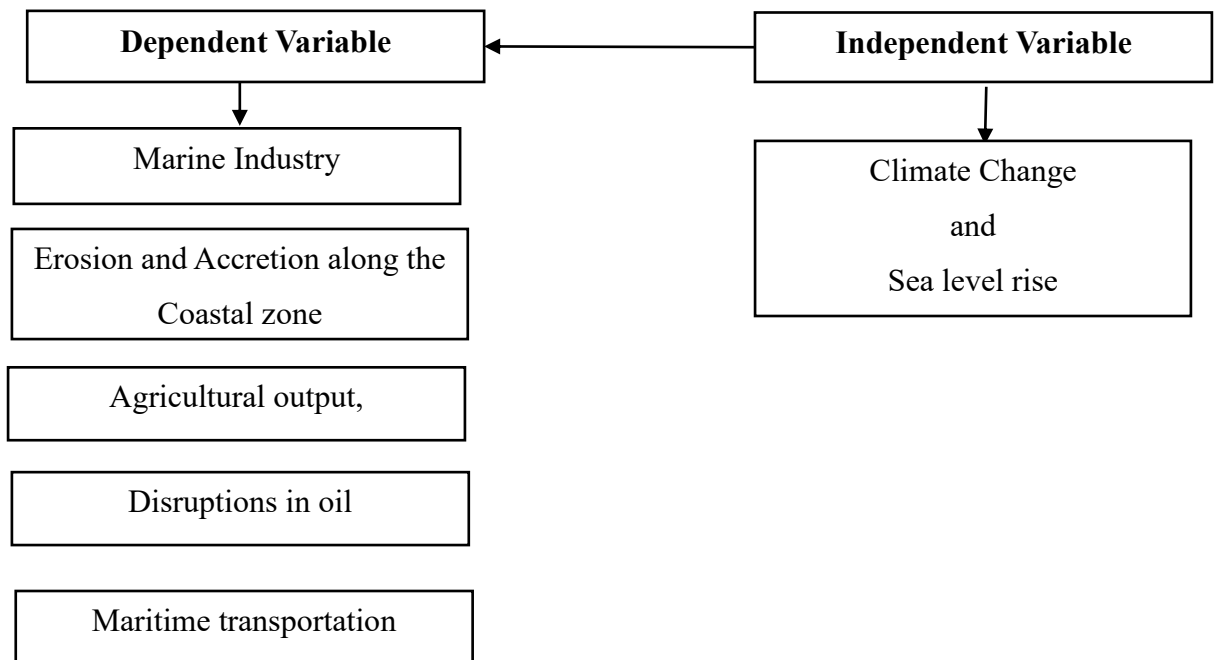 Dependent Variable
Independent Variable
Marine Industry
Climate Change
and
Sea level rise
Erosion and Accretion along the
Coastal zone
Agricultural output,
Disruptions in oil
Maritime transportation